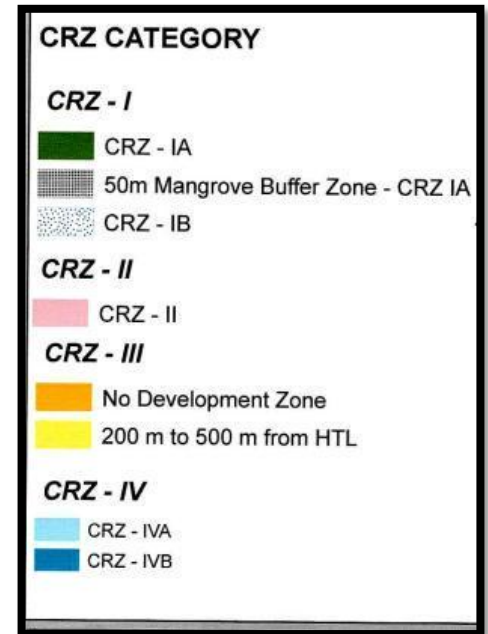 CRZ CATEGORY
CRZ - I
CRZ - IA
50m Mangrove Buffer Zone - CRZ IA
CRZ - IB
CRZ - II
CRZ - II
CRZ - III
No Development Zone
200 m to 500 m from HTL
CRZ - IV
CRZ - IVA
CRZ - IVB